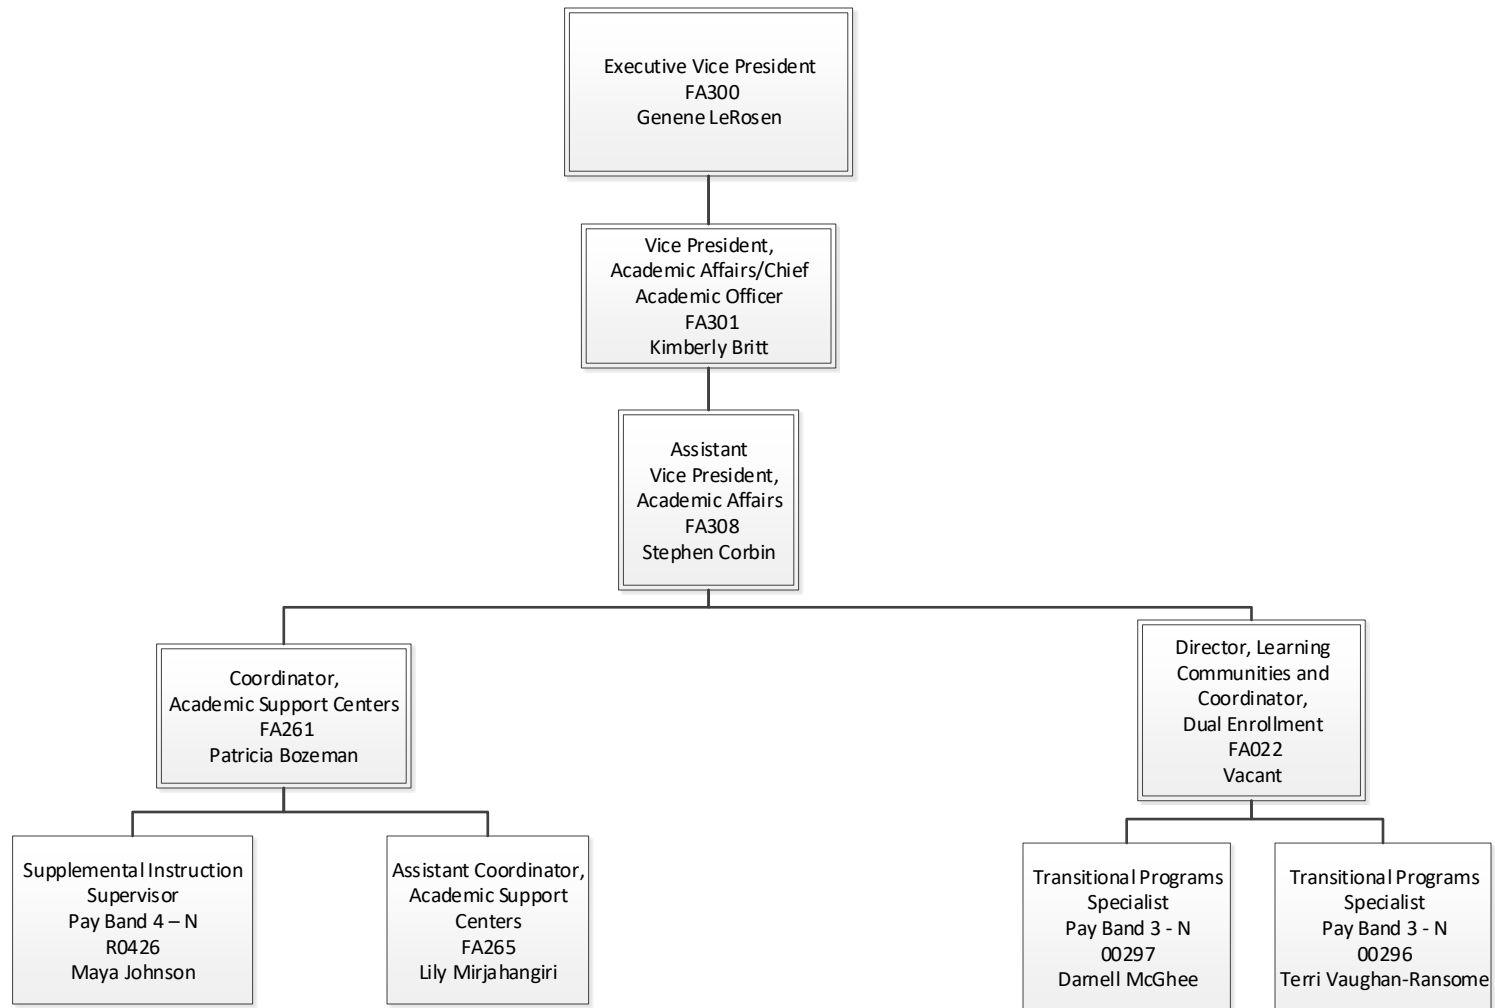 Executive Vice President
FA300
Genene LeRosen
Vice President,
Academic Affairs/Chief
Academic Officer
FA301
Kimberly Britt
Assistant
Vice President,
Academic Affairs
FA308
Stephen Corbin
Coordinator,
Academic Support Centers
FA261
Patricia Bozeman
Director, Learning
Communities and
Coordinator,
Dual Enrollment
FA022
Vacant
Supplemental Instruction
Supervisor
Pay Band 4 – N
R0426
Maya Johnson
Assistant Coordinator,
Academic Support
Centers
FA265
Lily Mirjahangiri
Transitional Programs
Specialist
Pay Band 3 - N
00297
Darnell McGhee
Transitional Programs
Specialist
Pay Band 3 - N
00296
Terri Vaughan-Ransome